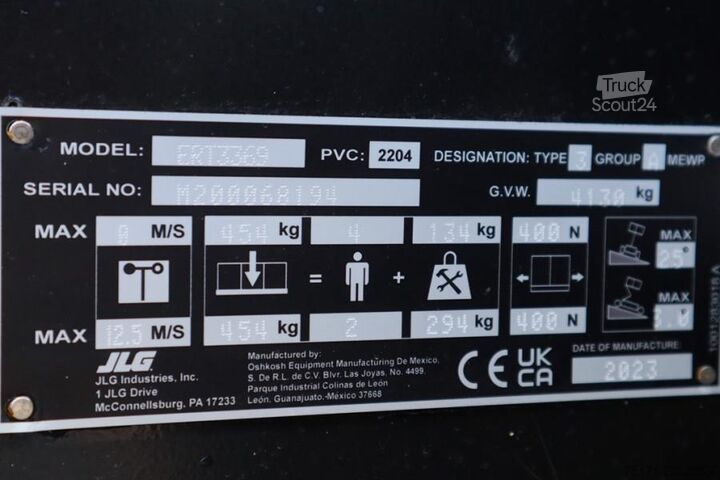 Truck
Scout24
MODEL: ERT3369 PVC: 2204 DESIGNATION: TYPE 3 GROUP A MEWP
SERIAL NO: M200068194 G.V.W. 4130 kg
MAX 0 M/S 454 kg 4 134 kg 400 N MAX 25°
= +
MAX 12.5 M/S 454 kg 2 294 kg 400 N MAX 3.0°
JLG
JLG Industries, Inc.
1 JLG Drive
McConnellsburg, PA 17233
Manufactured by:
Oshkosh Equipment Manufacturing De Mexico,
S. De R.L. de C.V. Blvr. Las Joyas, No. 4499,
Parque Industrial Colinas de León
León, Guanajuato.-México 37668
CE UK
CA
DATE OF MANUFACTURE:
2023